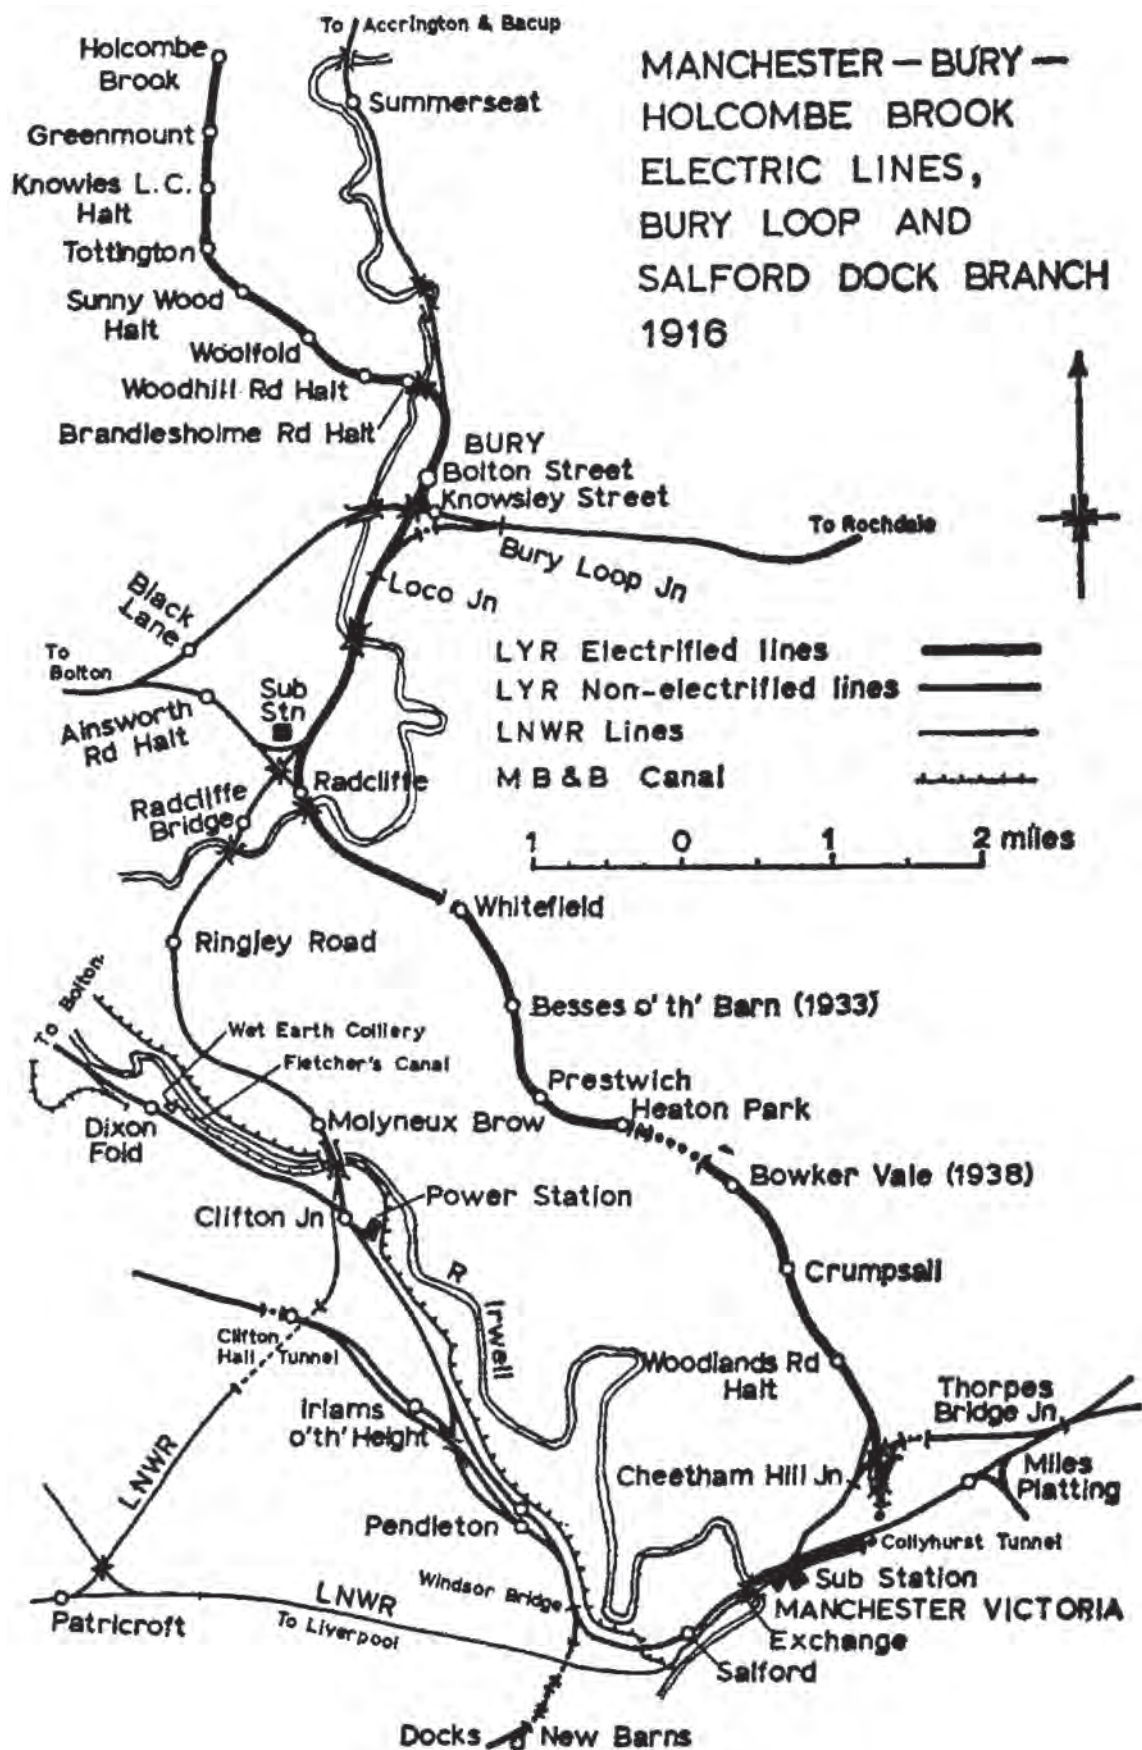 To Accrington & Bacup
Holcombe
Brook
Summerseat
MANCHESTER — BURY —
HOLCOMBE BROOK
ELECTRIC LINES,
BURY LOOP AND
SALFORD DOCK BRANCH
1916
Greenmount
Knowles L. C.
Halt
Tottington
Sunny Wood
Halt
Woolfold
Woodhill Rd Halt
Brandlesholme Rd Halt
BURY
Bolton Street
Knowsley Street
To Rochdale
Bury Loop Jn
Loco Jn
Black
Lane
To
Bolton
Ainsworth
Rd Halt
Sub
Stn
LYR Electrified lines
LYR Non-electrified lines
LNWR Lines
M B & B Canal
Radcliffe
Radcliffe
Bridge
1 0 1 2 miles
Whitefield
Ringley Road
Besses o' th' Barn (1933)
To Bolton
Wet Earth Colliery
Fletcher's Canal
Prestwich
Heaton Park
Dixon
Fold
Molyneux Brow
Bowker Vale (1938)
Power Station
Clifton Jn
Crumpsall
R Irwell
Clifton
Hall Tunnel
Woodlands Rd
Halt
Thorpes
Bridge Jn
Irlams
o'th' Height
LNWR
Cheetham Hill Jn
Miles
Platting
Pendleton
Collyhurst Tunnel
Windsor Bridge
Sub Station
MANCHESTER VICTORIA
Exchange
LNWR
To Liverpool
Patricroft
Salford
Docks
New Barns